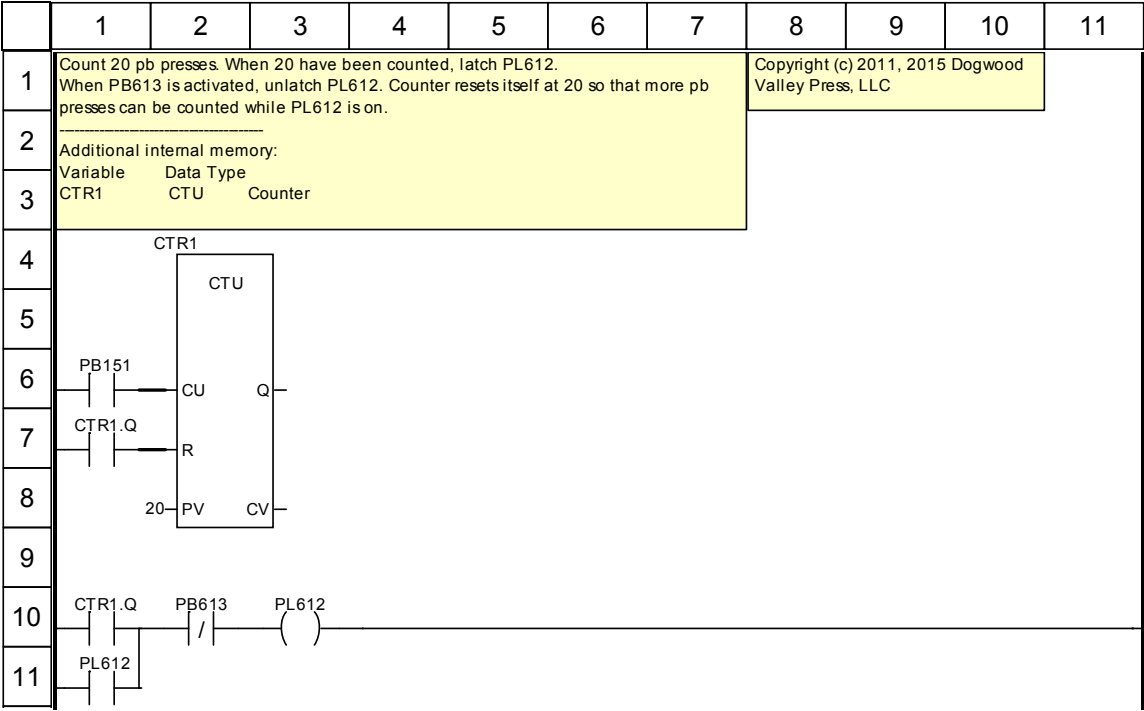 1 2 3 4 5 6 7 8 9 10 11
1
Count 20 pb presses. When 20 have been counted, latch PL612.
When PB613 is activated, unlatch PL612. Counter resets itself at 20 so that more pb
presses can be counted while PL612 is on.
----------------------------------------
Additional internal memory:
Variable Data Type
CTR1 CTU Counter
Copyright (c) 2011, 2015 Dogwood
Valley Press, LLC
2
3
4
CTR1
CTU
5
6
PB151
CU Q
7
CTR1.Q
R
8
20 PV CV
9
10
CTR1.Q PB613 PL612
/
11
PL612